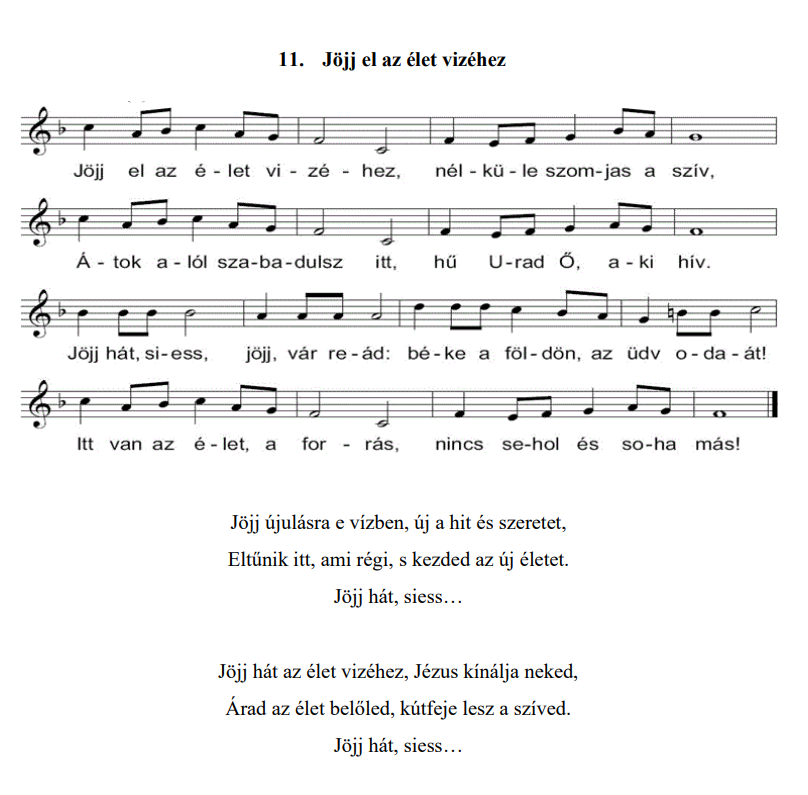 11. Jöjj el az élet vizéhez
Jöjj el az é - let vi - zé - hez, nél - kü - le szom-jas a szív,
Á - tok a - lól sza-ba-dulsz itt, hű U-rad Ő, a - ki hív.
Jöjj hát, si-ess, jöjj, vár re-ád: bé-ke a föl-dön, az üdv o-da-át!
Itt van az é - let, a for - rás, nincs se-hol és so-ha más!
Jöjj újulásra e vízben, új a hit és szeretet,
Eltűnik itt, ami régi, s kezded az új életet.
Jöjj hát, siess…
Jöjj hát az élet vizéhez, Jézus kínálja neked,
Árad az élet belőled, kútfeje lesz a szíved.
Jöjj hát, siess…